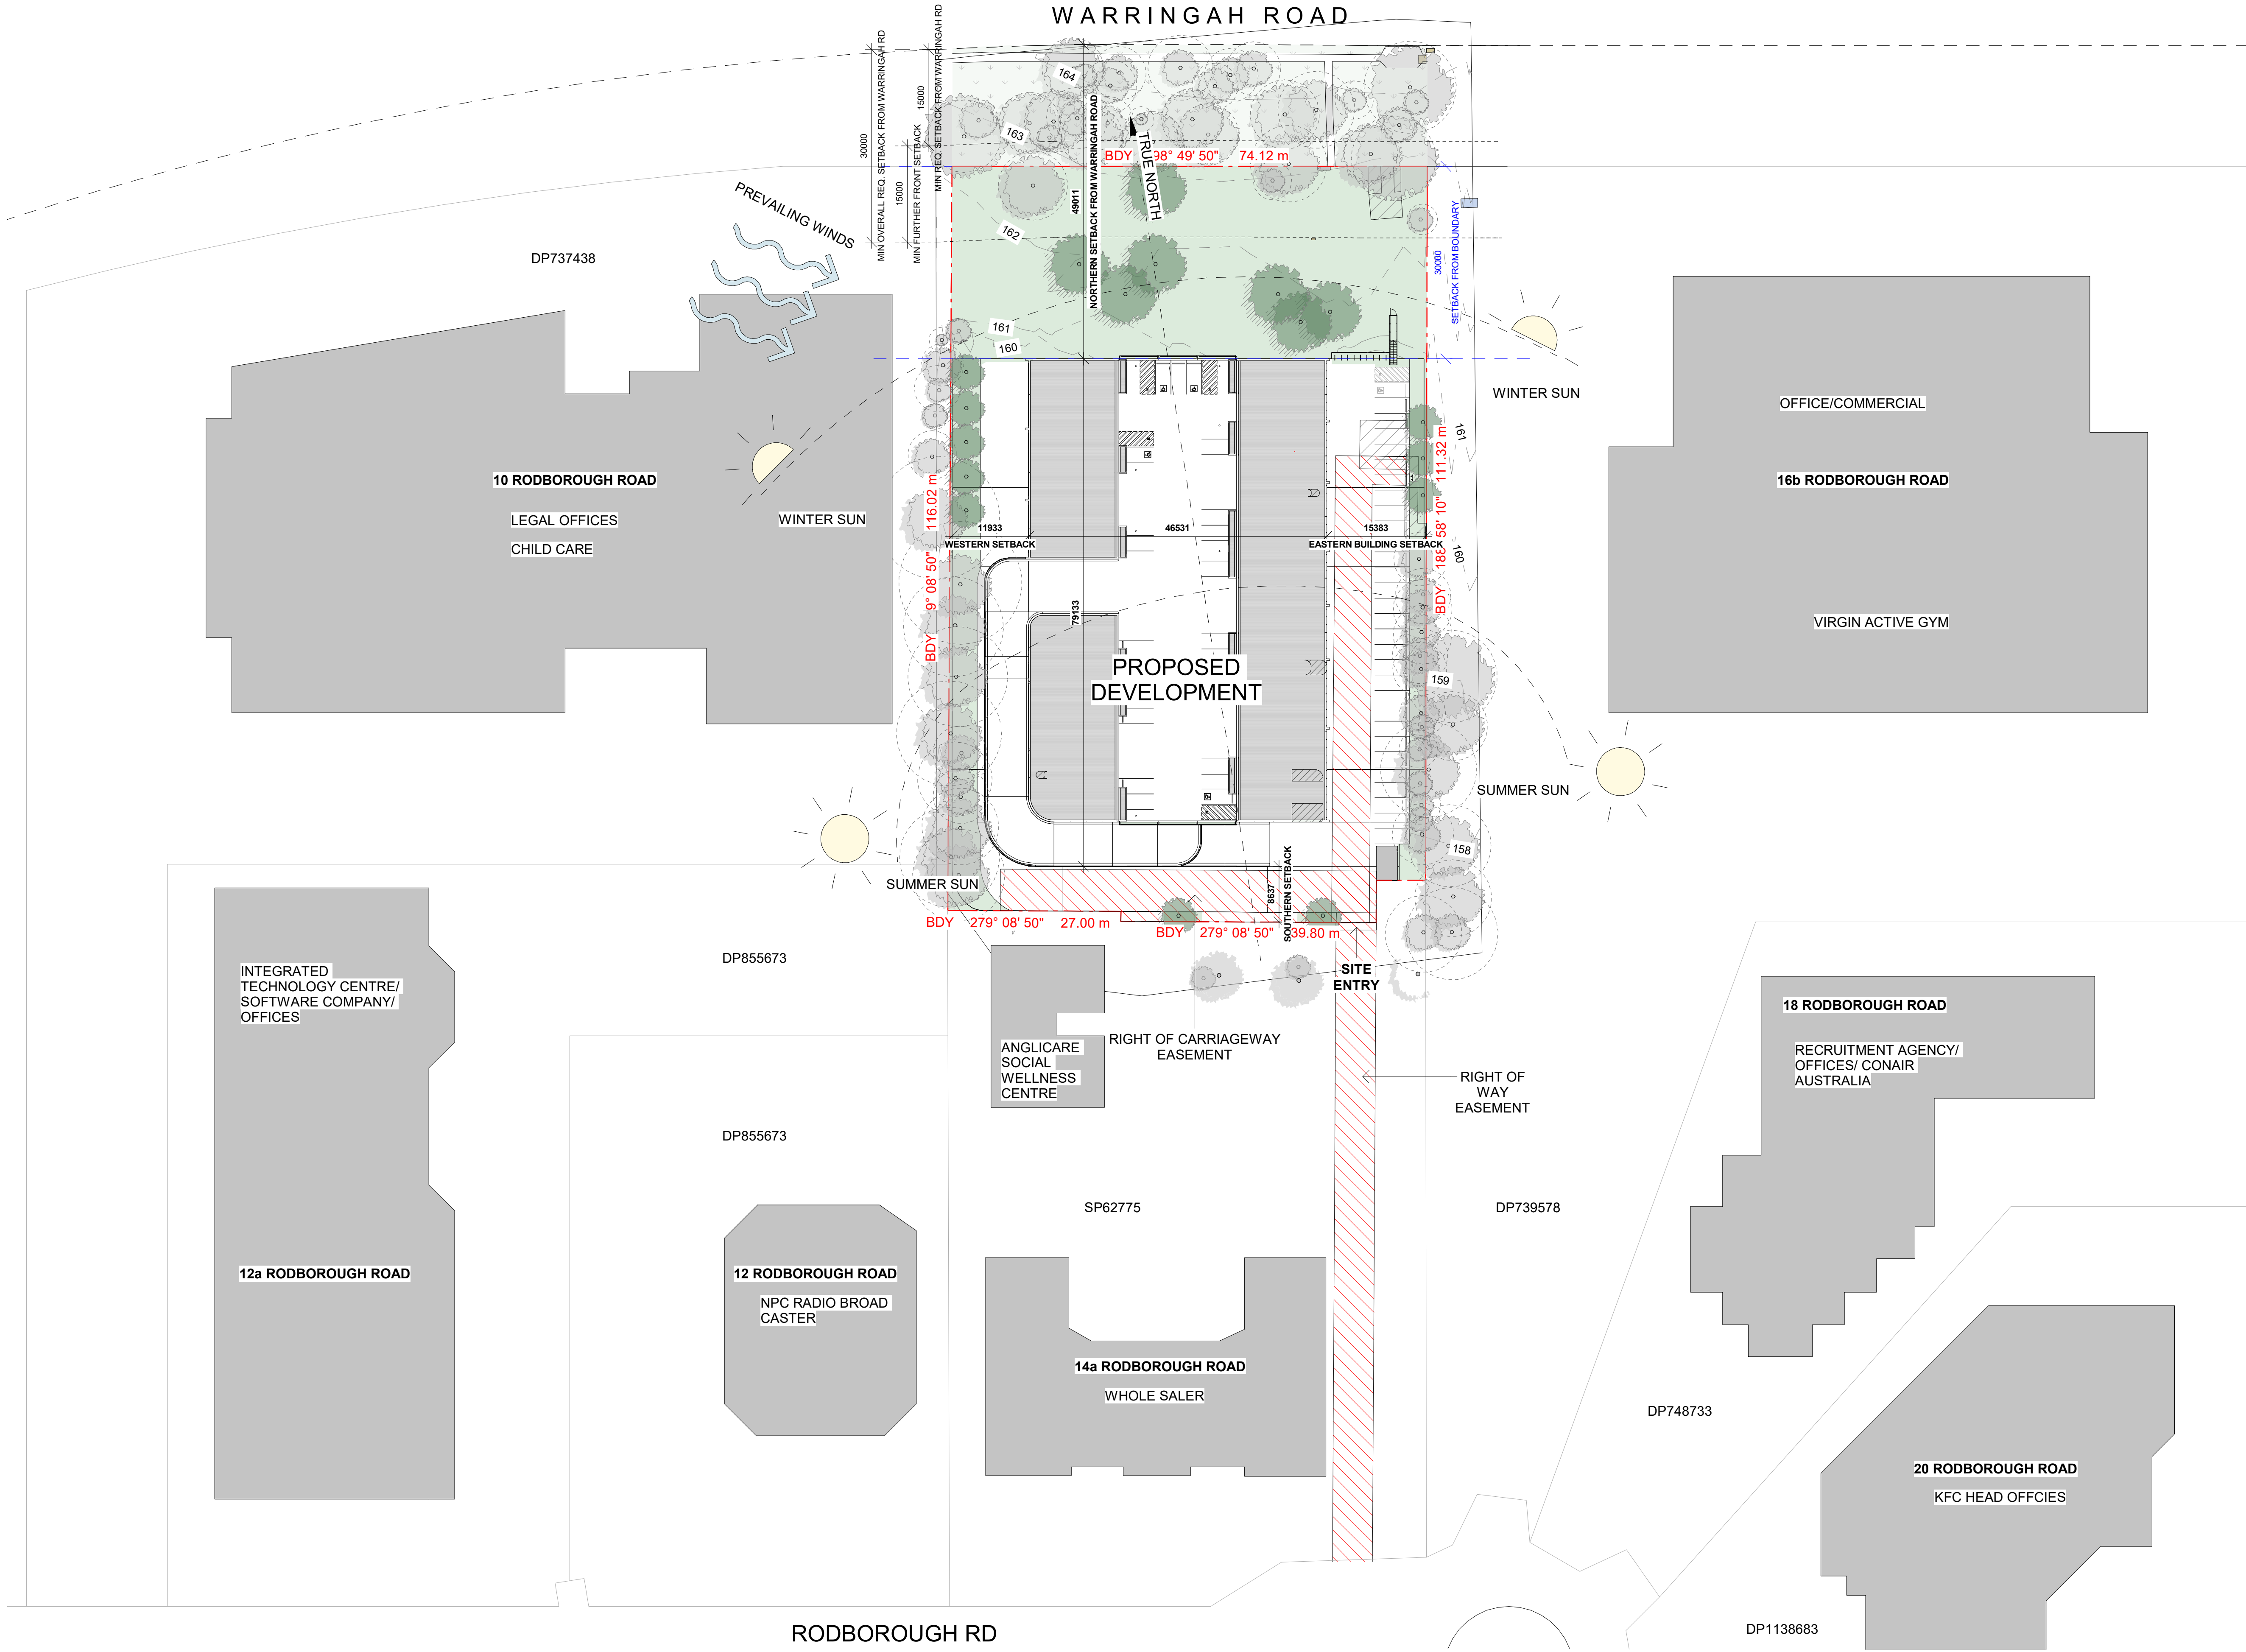 WARRINGAH ROAD
30000
MIN OVERALL REQ. SETBACK FROM WARRINGAH RD
15000
MIN FURTHER FRONT SETBACK
15000
MIN REQ. SETBACK FROM WARRINGAH RD
164
163
162
161
160
49011
NORTHERN SETBACK FROM WARRINGAH ROAD
TRUE NORTH
BDY 98° 49' 50" 74.12 m
30000
SETBACK FROM BOUNDARY
PREVAILING WINDS
DP737438
WINTER SUN
10 RODBOROUGH ROAD
LEGAL OFFICES
CHILD CARE
WINTER SUN
OFFICE/COMMERCIAL
16b RODBOROUGH ROAD
VIRGIN ACTIVE GYM
BDY 9° 08' 50" 116.02 m
11933
WESTERN SETBACK
46531
15383
EASTERN BUILDING SETBACK
BDY 188° 58' 10" 111.32 m
161
160
159
158
79133
PROPOSED
DEVELOPMENT
SUMMER SUN
SUMMER SUN
8637
SOUTHERN SETBACK
BDY 279° 08' 50" 27.00 m
BDY 279° 08' 50" 39.80 m
SITE
ENTRY
RIGHT OF CARRIAGEWAY
EASEMENT
RIGHT OF
WAY
EASEMENT
INTEGRATED
TECHNOLOGY CENTRE/
SOFTWARE COMPANY/
OFFICES
12a RODBOROUGH ROAD
DP855673
DP855673
12 RODBOROUGH ROAD
NPC RADIO BROAD
CASTER
ANGLICARE
SOCIAL
WELLNESS
CENTRE
SP62775
14a RODBOROUGH ROAD
WHOLE SALER
DP739578
18 RODBOROUGH ROAD
RECRUITMENT AGENCY/
OFFICES/ CONAIR
AUSTRALIA
DP748733
20 RODBOROUGH ROAD
KFC HEAD OFFCIES
DP1138683
RODBOROUGH RD